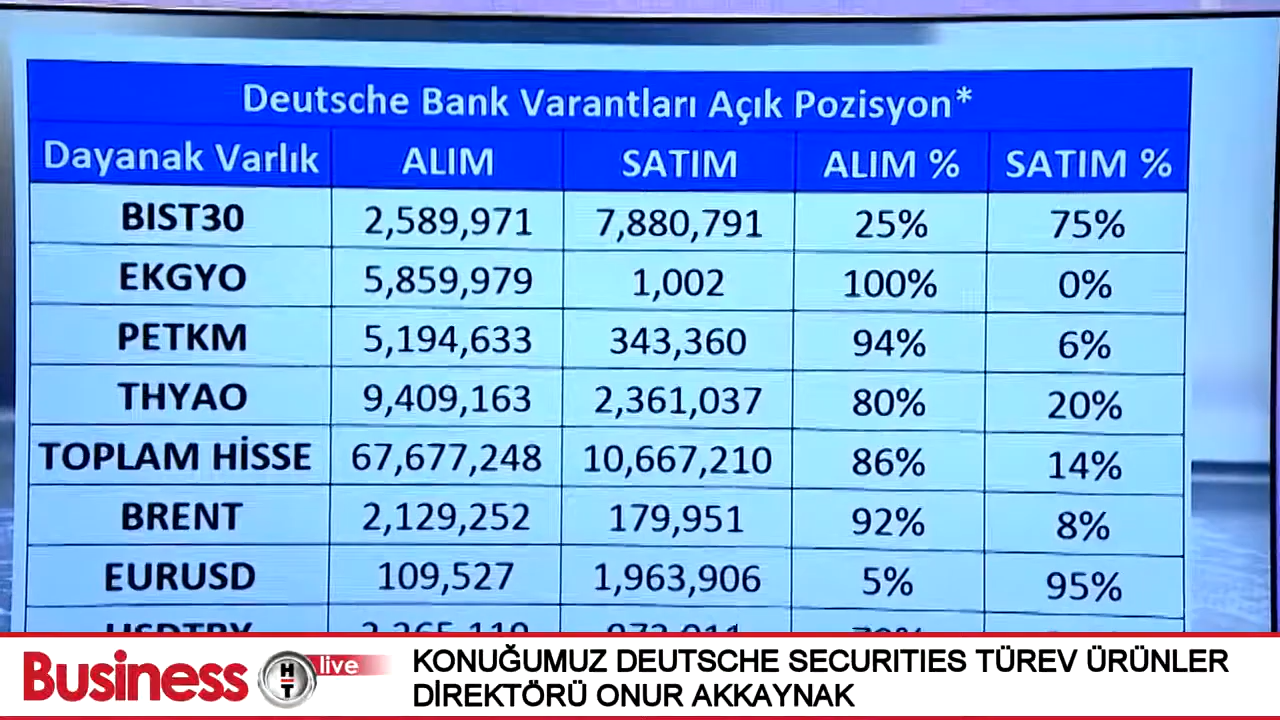 Deutsche Bank Varantları Açık Pozisyon*
Dayanak Varlık ALIM SATIM ALIM % SATIM %
BIST30 2,589,971 7,880,791 25% 75%
EKGYO 5,859,979 1,002 100% 0%
PETKM 5,194,633 343,360 94% 6%
THYAO 9,409,163 2,361,037 80% 20%
TOPLAM HİSSE 67,677,248 10,667,210 86% 14%
BRENT 2,129,252 179,951 92% 8%
EURUSD 109,527 1,963,906 5% 95%
Business HT live
KONUĞUMUZ DEUTSCHE SECURITIES TÜREV ÜRÜNLER
DİREKTÖRÜ ONUR AKKAYNAK